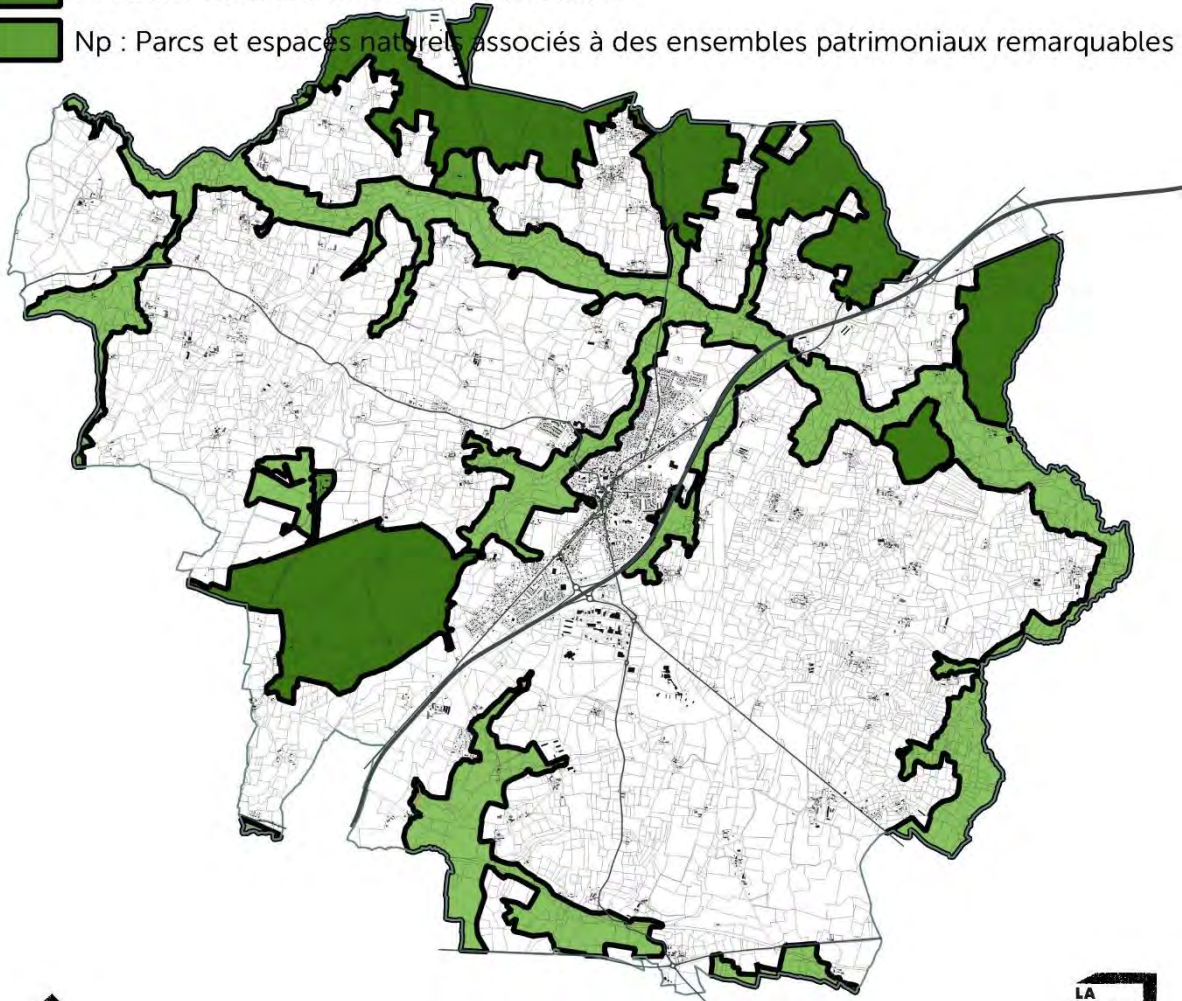 Np : Parcs et espaces naturels associés à des ensembles patrimoniaux remarquables
LA